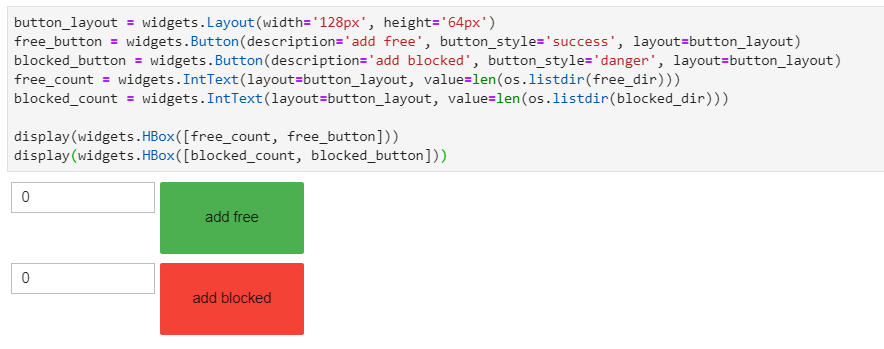 button_layout = widgets.Layout(width='128px', height='64px')
free_button = widgets.Button(description='add free', button_style='success', layout=button_layout)
blocked_button = widgets.Button(description='add blocked', button_style='danger', layout=button_layout)
free_count = widgets.IntText(layout=button_layout, value=len(os.listdir(free_dir)))
blocked_count = widgets.IntText(layout=button_layout, value=len(os.listdir(blocked_dir)))
display(widgets.HBox([free_count, free_button]))
display(widgets.HBox([blocked_count, blocked_button]))
0
add free
0
add blocked